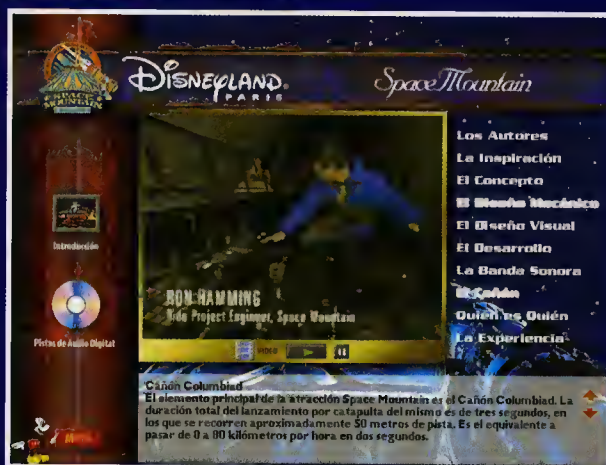 SPACE
MOUNTAIN
DISNEYLAND®
PARIS
Space Mountain
Los Autores
La Inspiración
El Concepto
El Diseño Mecánico
El Diseño Visual
El Desarrollo
La Banda Sonora
El Cañón
Quién es Quién
La Experiencia
Introducción
Pistas de Audio Digital
RON HAMMING
Ride Project Engineer, Space Mountain
VIDEO
Cañón Columbiad
El elemento principal de la atracción Space Mountain es el Cañón Columbiad. La
duración total del lanzamiento por catapulta del mismo es de tres segundos, en
los que se recorren aproximadamente 50 metros de pista. Es el equivalente a
pasar de 0 a 80 kilómetros por hora en dos segundos.